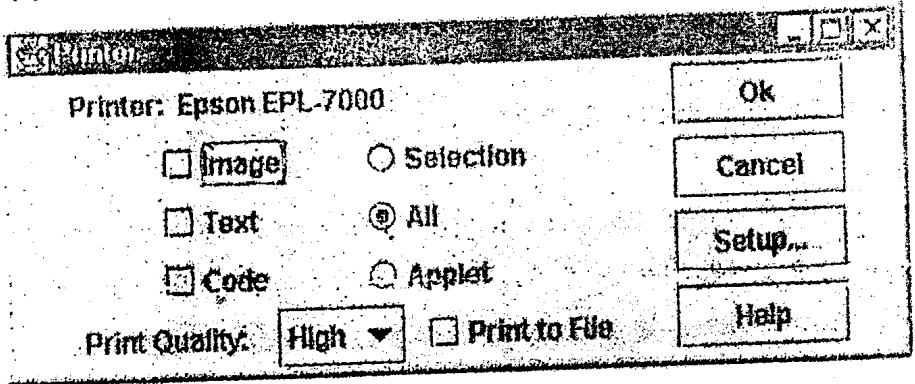 Printer
Printer: Epson EPL-7000
Ok
Image
Selection
Cancel
Text
All
Setup...
Code
Applet
Print Quality:
High
Print to File
Help